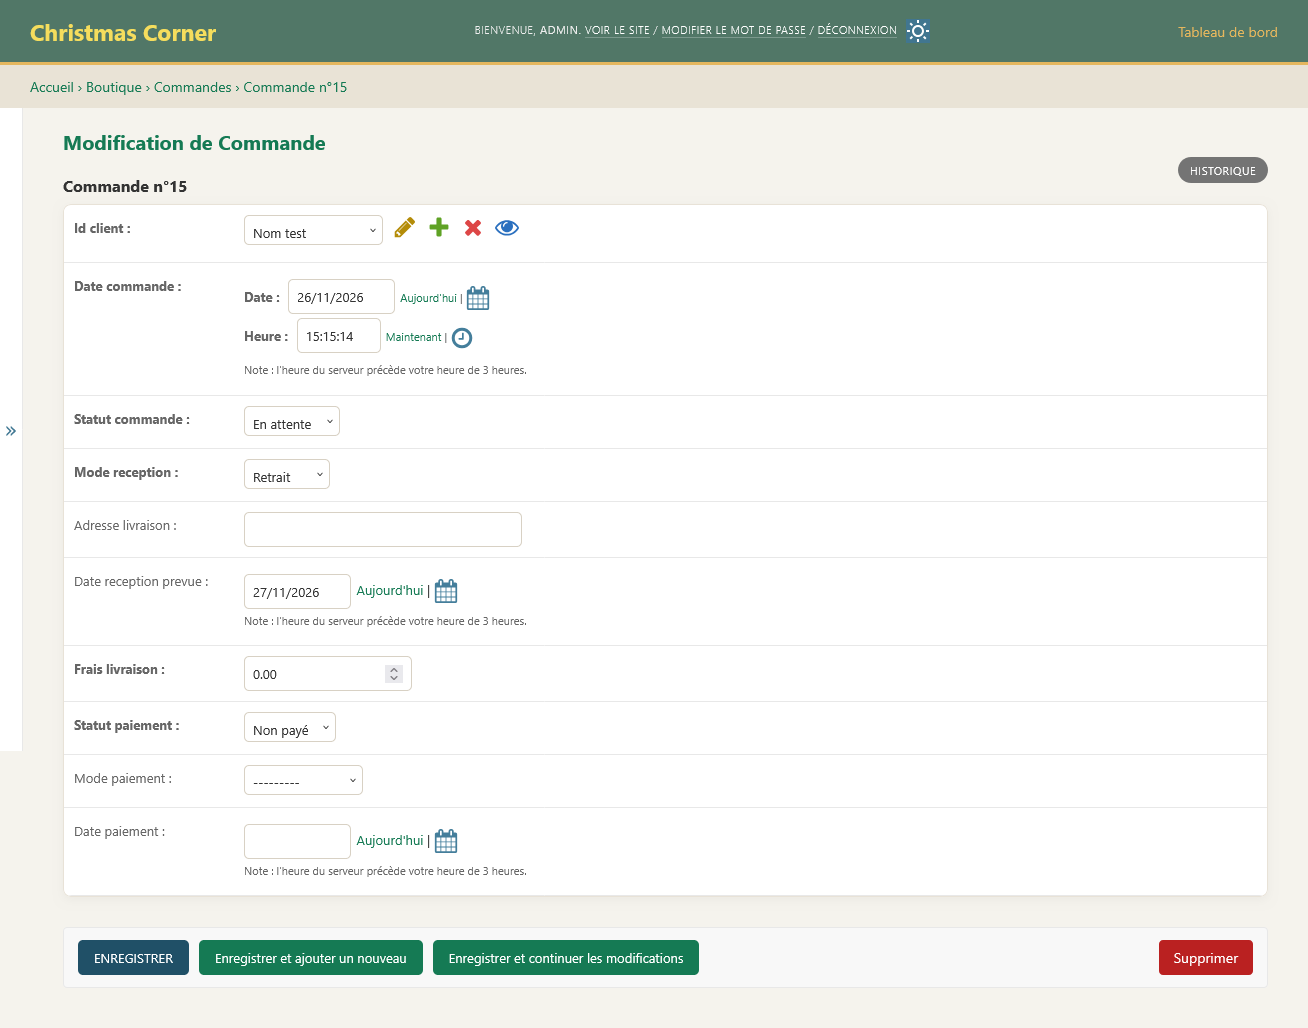 Christmas Corner
BIENVENUE, ADMIN. VOIR LE SITE / MODIFIER LE MOT DE PASSE / DÉCONNEXION
Tableau de bord
Accueil › Boutique › Commandes › Commande n°15
Modification de Commande
HISTORIQUE
Commande n°15
Id client :
Nom test
Date commande :
Date :
26/11/2026
Aujourd'hui |
Heure :
15:15:14
Maintenant |
Note : l'heure du serveur précède votre heure de 3 heures.
Statut commande :
En attente
»
Mode reception :
Retrait
Adresse livraison :
Date reception prevue :
27/11/2026
Aujourd'hui |
Note : l'heure du serveur précède votre heure de 3 heures.
Frais livraison :
0.00
Statut paiement :
Non payé
Mode paiement :
---------
Date paiement :
Aujourd'hui |
Note : l'heure du serveur précède votre heure de 3 heures.
ENREGISTRER
Enregistrer et ajouter un nouveau
Enregistrer et continuer les modifications
Supprimer